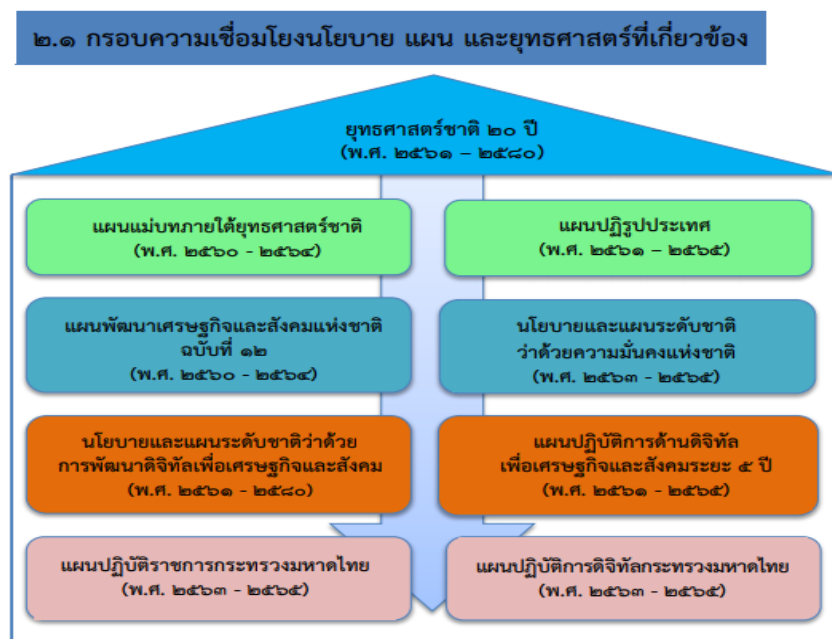 ๒.๑ กรอบความเชื่อมโยงนโยบาย แผน และยุทธศาสตร์ที่เกี่ยวข้อง
ยุทธศาสตร์ชาติ ๒๐ ปี
(พ.ศ. ๒๕๖๑ – ๒๕๘๐)
แผนแม่บทภายใต้ยุทธศาสตร์ชาติ
(พ.ศ. ๒๕๖๐ - ๒๕๖๔)
แผนปฏิรูปประเทศ
(พ.ศ. ๒๕๖๑ – ๒๕๖๕)
แผนพัฒนาเศรษฐกิจและสังคมแห่งชาติ
ฉบับที่ ๑๒
(พ.ศ. ๒๕๖๐ - ๒๕๖๔)
นโยบายและแผนระดับชาติ
ว่าด้วยความมั่นคงแห่งชาติ
(พ.ศ. ๒๕๖๓ - ๒๕๖๕)
นโยบายและแผนระดับชาติว่าด้วย
การพัฒนาดิจิทัลเพื่อเศรษฐกิจและสังคม
(พ.ศ. ๒๕๖๑ - ๒๕๘๐)
แผนปฏิบัติการด้านดิจิทัล
เพื่อเศรษฐกิจและสังคมระยะ ๕ ปี
(พ.ศ. ๒๕๖๑ - ๒๕๖๕)
แผนปฏิบัติราชการกระทรวงมหาดไทย
(พ.ศ. ๒๕๖๓ - ๒๕๖๕)
แผนปฏิบัติการดิจิทัลกระทรวงมหาดไทย
(พ.ศ. ๒๕๖๓ - ๒๕๖๕)